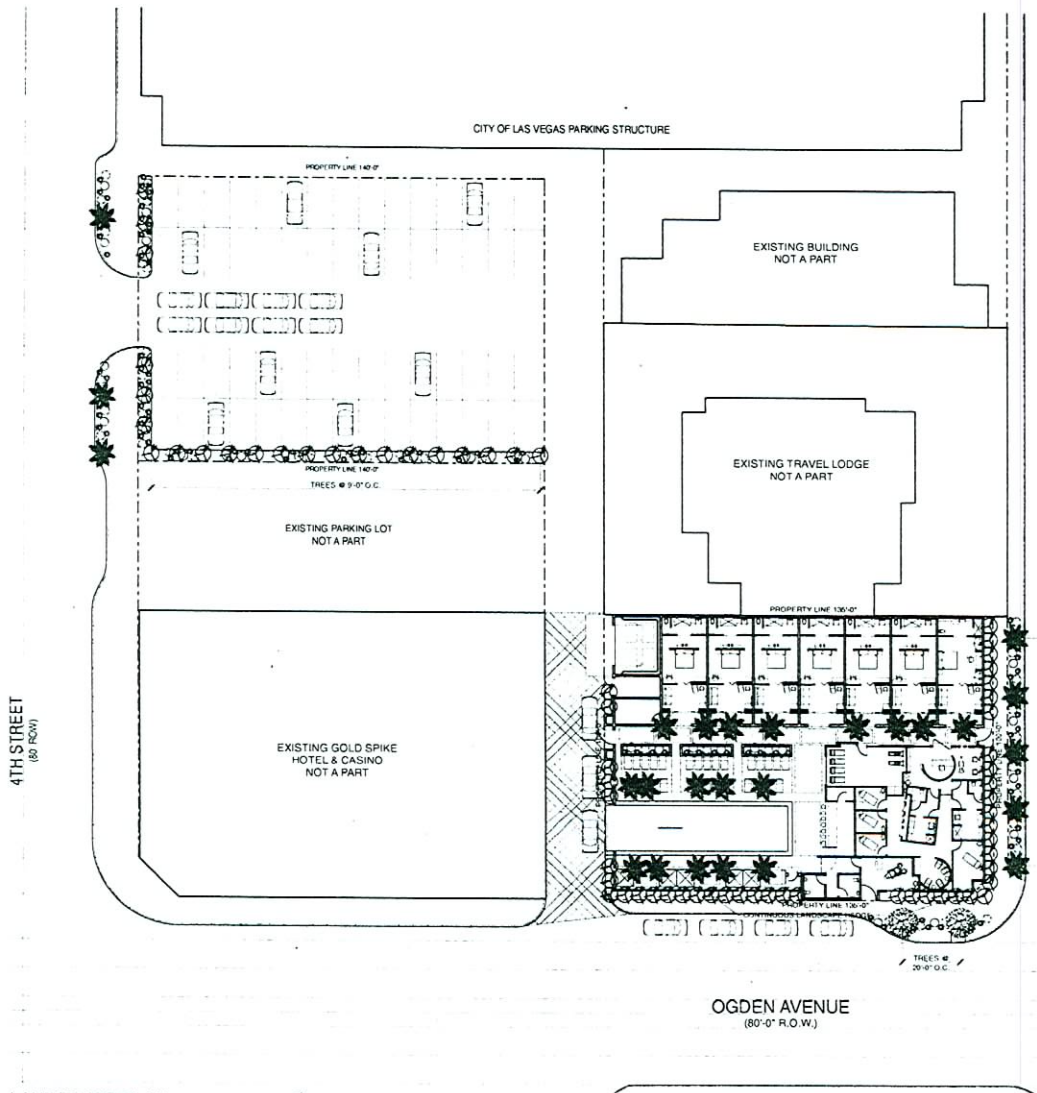 CITY OF LAS VEGAS PARKING STRUCTURE
PROPERTY LINE 140'-0"
EXISTING BUILDING
NOT A PART
EXISTING TRAVEL LODGE
NOT A PART
PROPERTY LINE 140'-0"
TREES @ 9'-0" O.C.
EXISTING PARKING LOT
NOT A PART
PROPERTY LINE 136'-0"
4TH STREET
(80 ROW)
EXISTING GOLD SPIKE
HOTEL & CASINO
NOT A PART
PROPERTY LINE 136'-0"
CONTINUOUS LANDSCAPE
TREES @
20'-0" O.C.
OGDEN AVENUE
(80'-0" R.O.W.)